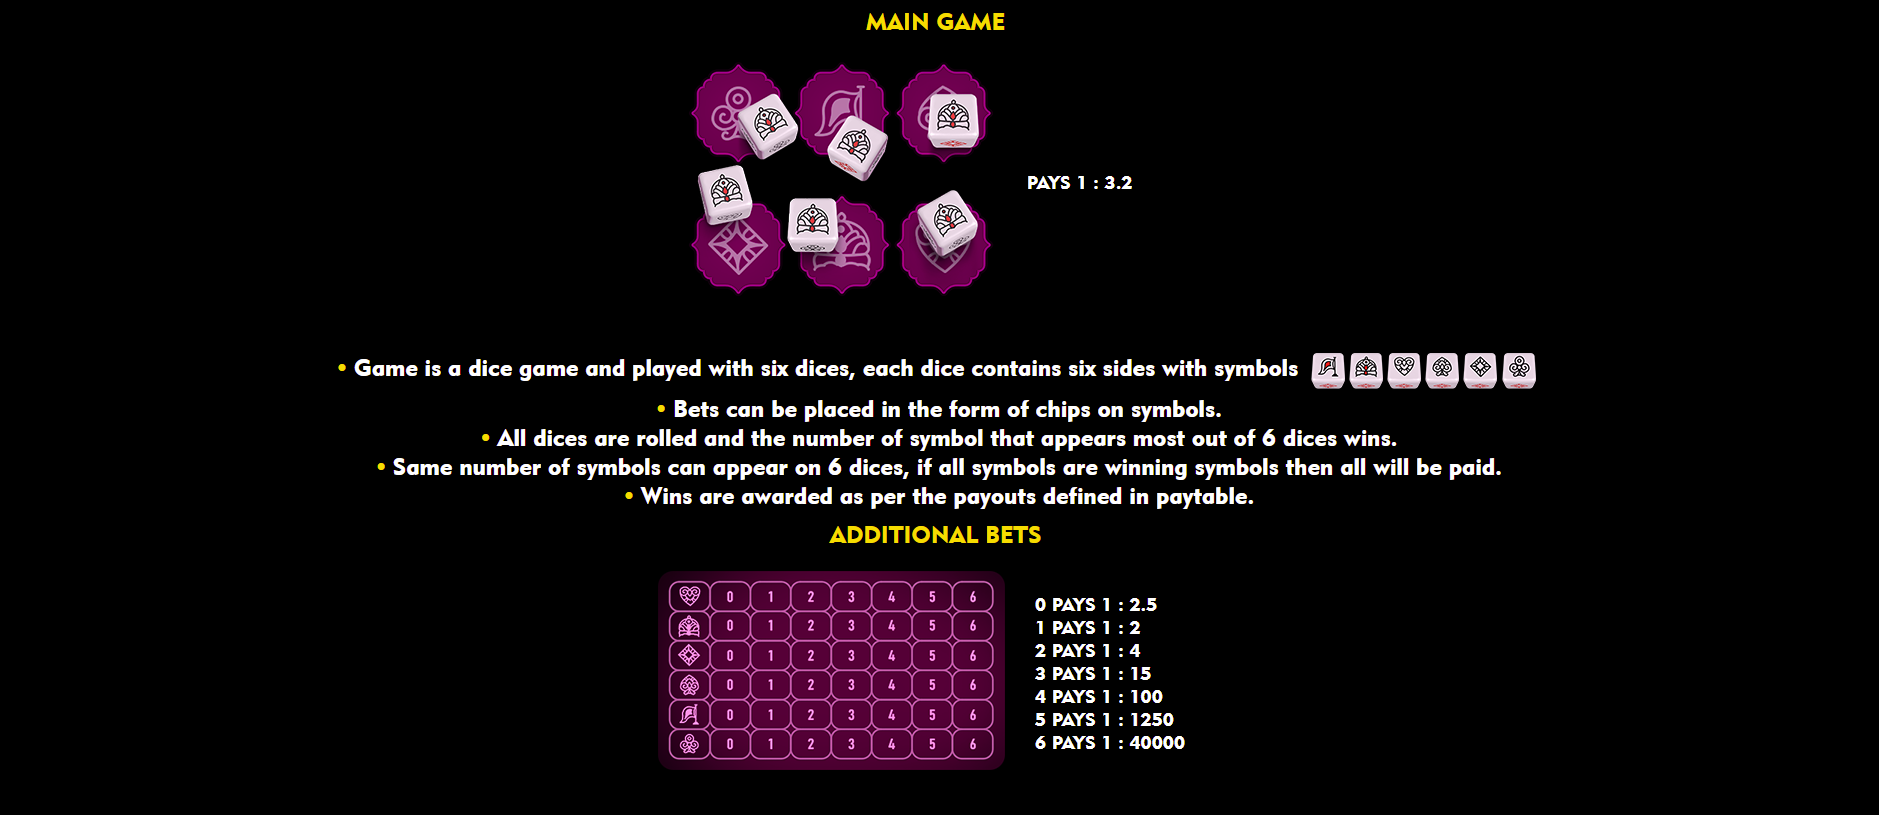 MAIN GAME
PAYS 1 : 3.2
• Game is a dice game and played with six dices, each dice contains six sides with symbols
• Bets can be placed in the form of chips on symbols.
• All dices are rolled and the number of symbol that appears most out of 6 dices wins.
• Same number of symbols can appear on 6 dices, if all symbols are winning symbols then all will be paid.
• Wins are awarded as per the payouts defined in paytable.
ADDITIONAL BETS
0 1 2 3 4 5 6
0 1 2 3 4 5 6
0 1 2 3 4 5 6
0 1 2 3 4 5 6
0 1 2 3 4 5 6
0 1 2 3 4 5 6
0 PAYS 1 : 2.5
1 PAYS 1 : 2
2 PAYS 1 : 4
3 PAYS 1 : 15
4 PAYS 1 : 100
5 PAYS 1 : 1250
6 PAYS 1 : 40000